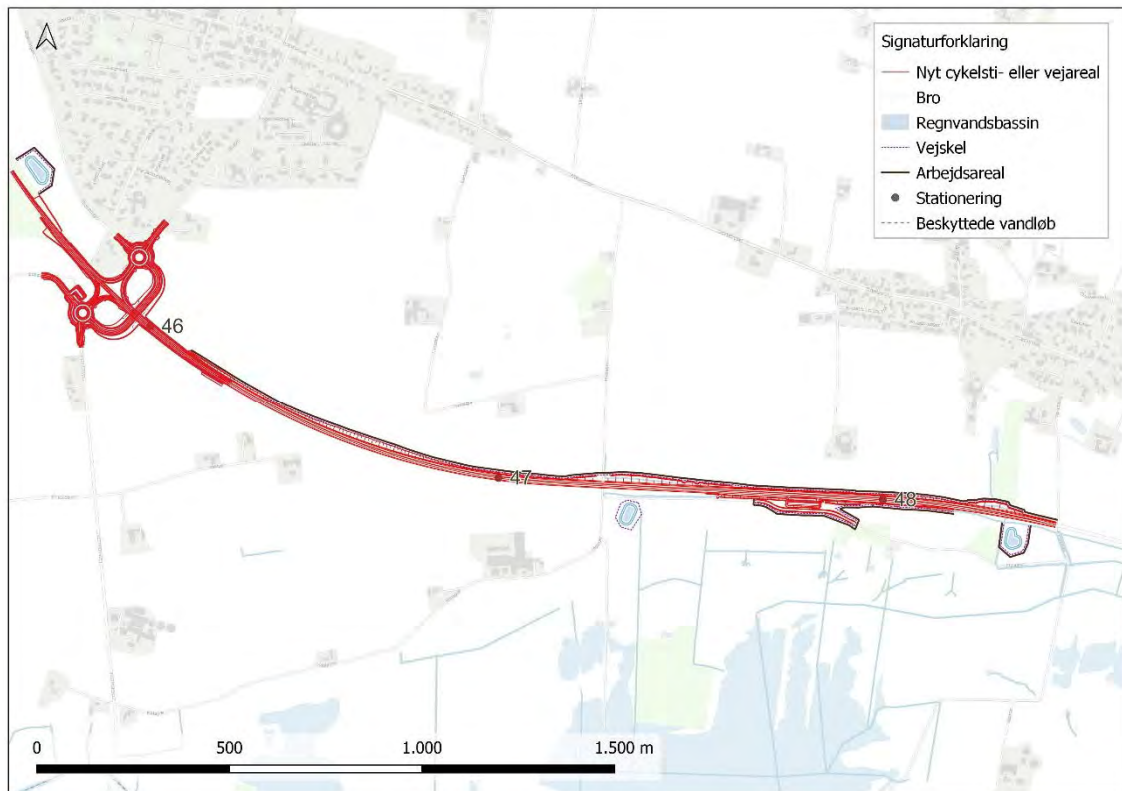 Signaturforklaring
Nyt cykelsti- eller vejareal
Bro
Regnvandsbassin
Vejskel
Arbejdsareal
Stationering
Beskyttede vandløb
46
47
48
0 500 1.000 1.500 m